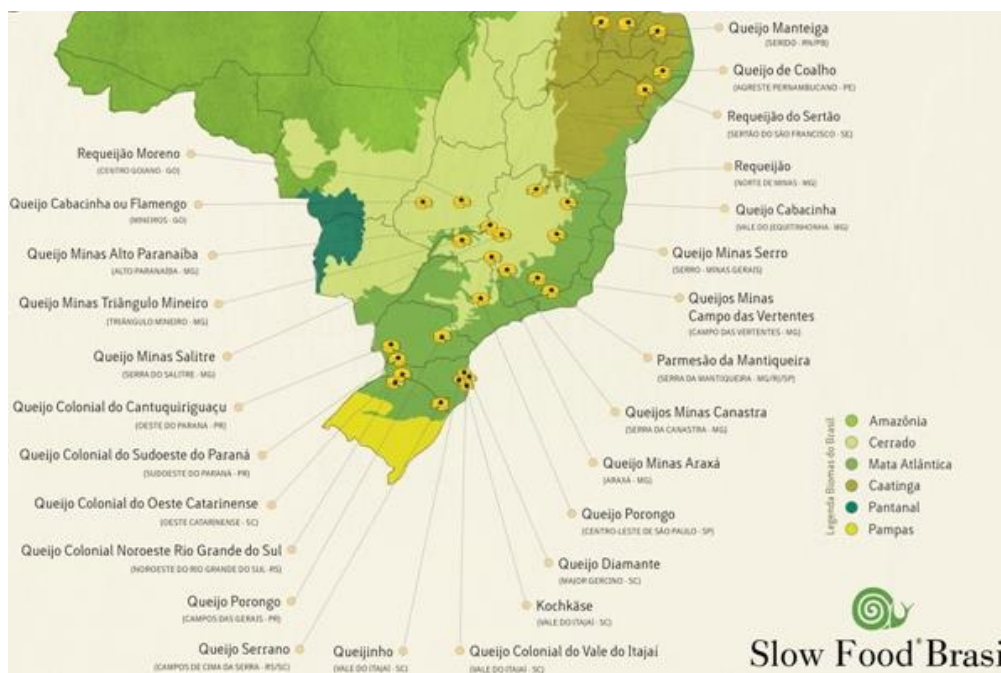 Queijo Manteiga
(SERIDÓ - RN/PB)
Queijo de Coalho
(AGRESTE PERNAMBUCANO - PE)
Requeijão do Sertão
(SERTÃO DO SÃO FRANCISCO - SE)
Requeijão
(NORTE DE MINAS - MG)
Queijo Cabacinha
(VALE DO JEQUITINHONHA - MG)
Queijo Minas Serro
(SERRO - MINAS GERAIS)
Queijos Minas
Campo das Vertentes
(CAMPO DAS VERTENTES - MG)
Parmesão da Mantiqueira
(SERRA DA MANTIQUEIRA - MG/RJ/SP)
Queijos Minas Canastra
(SERRA DA CANASTRA - MG)
Queijo Minas Araxá
(ARAXÁ - MG)
Queijo Porongo
(CENTRO-LESTE DE SÃO PAULO - SP)
Queijo Diamante
(MAJOR GERCINO - SC)
Kochkäse
(VALE DO ITAJAÍ - SC)
Queijo Colonial do Vale do Itajaí
(VALE DO ITAJAÍ - SC)
Requeijão Moreno
(CENTRO GOIANO - GO)
Queijo Cabacinha ou Flamengo
(MINEIROS - GO)
Queijo Minas Alto Paranaíba
(ALTO PARANAÍBA - MG)
Queijo Minas Triângulo Mineiro
(TRIÂNGULO MINEIRO - MG)
Queijo Minas Salitre
(SERRA DO SALITRE - MG)
Queijo Colonial do Cantuquiriguaçu
(OESTE DO PARANÁ - PR)
Queijo Colonial do Sudoeste do Paraná
(SUDOESTE DO PARANÁ - PR)
Queijo Colonial do Oeste Catarinense
(OESTE CATARINENSE - SC)
Queijo Colonial Noroeste Rio Grande do Sul
(NOROESTE DO RIO GRANDE DO SUL -RS)
Queijo Porongo
(CAMPOS DAS GERAIS - PR)
Queijo Serrano
(CAMPOS DE CIMA DA SERRA - RS/SC)
Queijinho
(VALE DO ITAJAÍ - SC)
Legenda Biomas do Brasil
Amazônia
Cerrado
Mata Atlântica
Caatinga
Pantanal
Pampas
Slow Food® Brasi